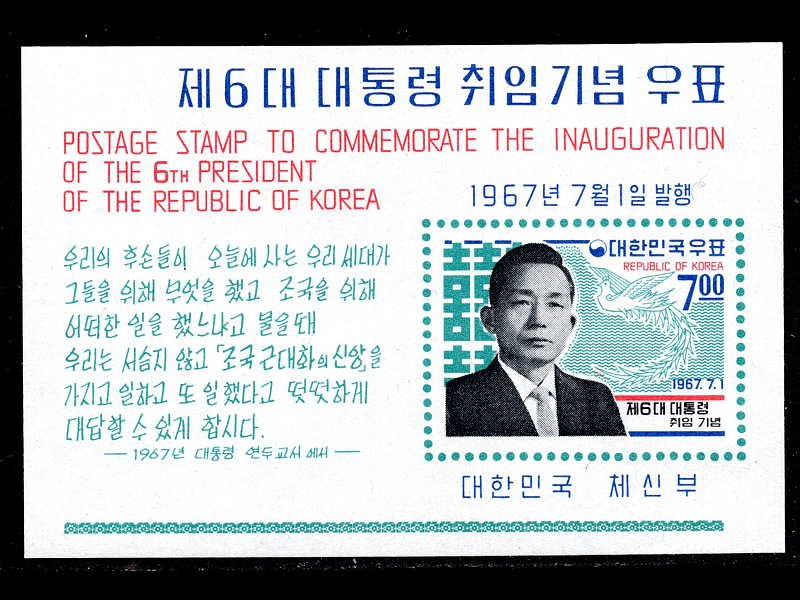 제6대 대통령 취임기념 우표
POSTAGE STAMP TO COMMEMORATE THE INAUGURATION
OF THE 6TH PRESIDENT
OF THE REPUBLIC OF KOREA
1967년 7월 1일 발행
우리의 후손들이 오늘에 사는 우리 세대가
그들을 위해 무엇을 했고 조국을 위해
어떠한 일을 했느냐고 물을 때
우리는 서슴지 않고 「조국 근대화의 신앙」을
가지고 일하고 또 일했다고 떳떳하게
대답할 수 있게 합시다.
— 1967년 대통령 연두교서에서 —
대한민국우표
REPUBLIC OF KOREA
700
1967.7.1
제6대 대통령
취임 기념
대한민국 체신부